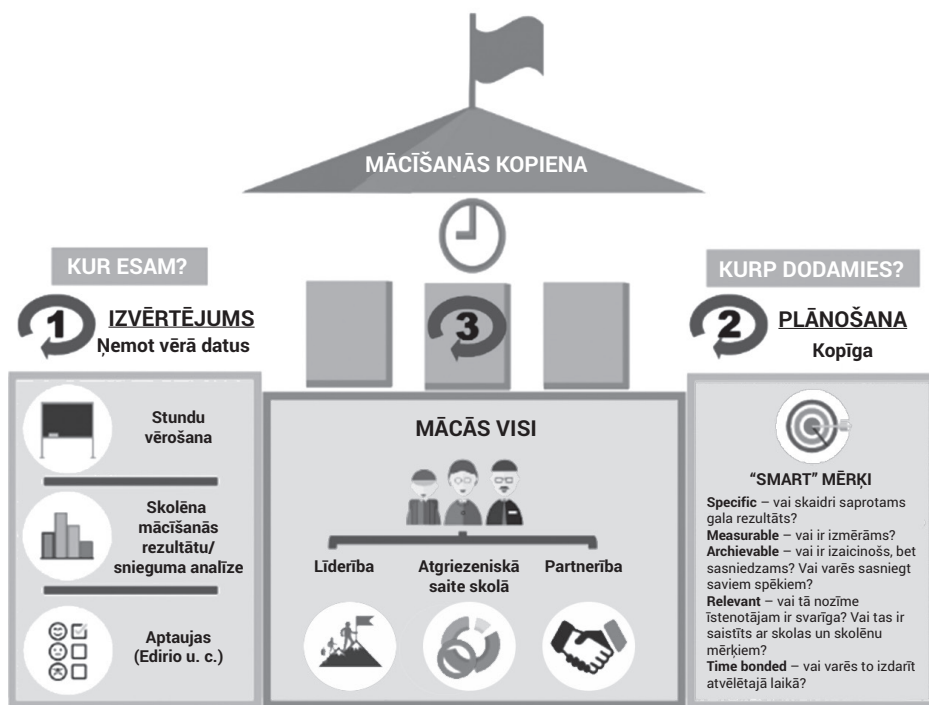 MĀCĪŠANĀS KOPIENA
KUR ESAM?
1
IZVĒRTĒJUMS
Ņemot vērā datus
Stundu
vērošana
Skolēna
mācīšanās
rezultātu/
snieguma analīze
Aptaujas
(Edirio u. c.)
3
MĀCĀS VISI
Līderība
Atgriezeniskā
saite skolā
Partnerība
KURP DODAMIES?
2
PLĀNOŠANA
Kopīga
“SMART” MĒRĶI
Specific – vai skaidri saprotams
gala rezultāts?
Measurable – vai ir izmērāms?
Archievable – vai ir izaicinošs, bet
sasniedzams? Vai varēs sasniegt
saviem spēkiem?
Relevant – vai tā nozīme
īstenotājam ir svarīga? Vai tas ir
saistīts ar skolas un skolēnu
mērķiem?
Time bonded – vai varēs to izdarīt
atvēlētajā laikā?